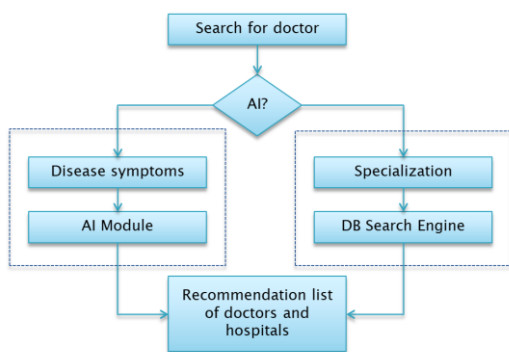 Search for doctor
AI?
Disease symptoms
Specialization
AI Module
DB Search Engine
Recommendation list
of doctors and
hospitals